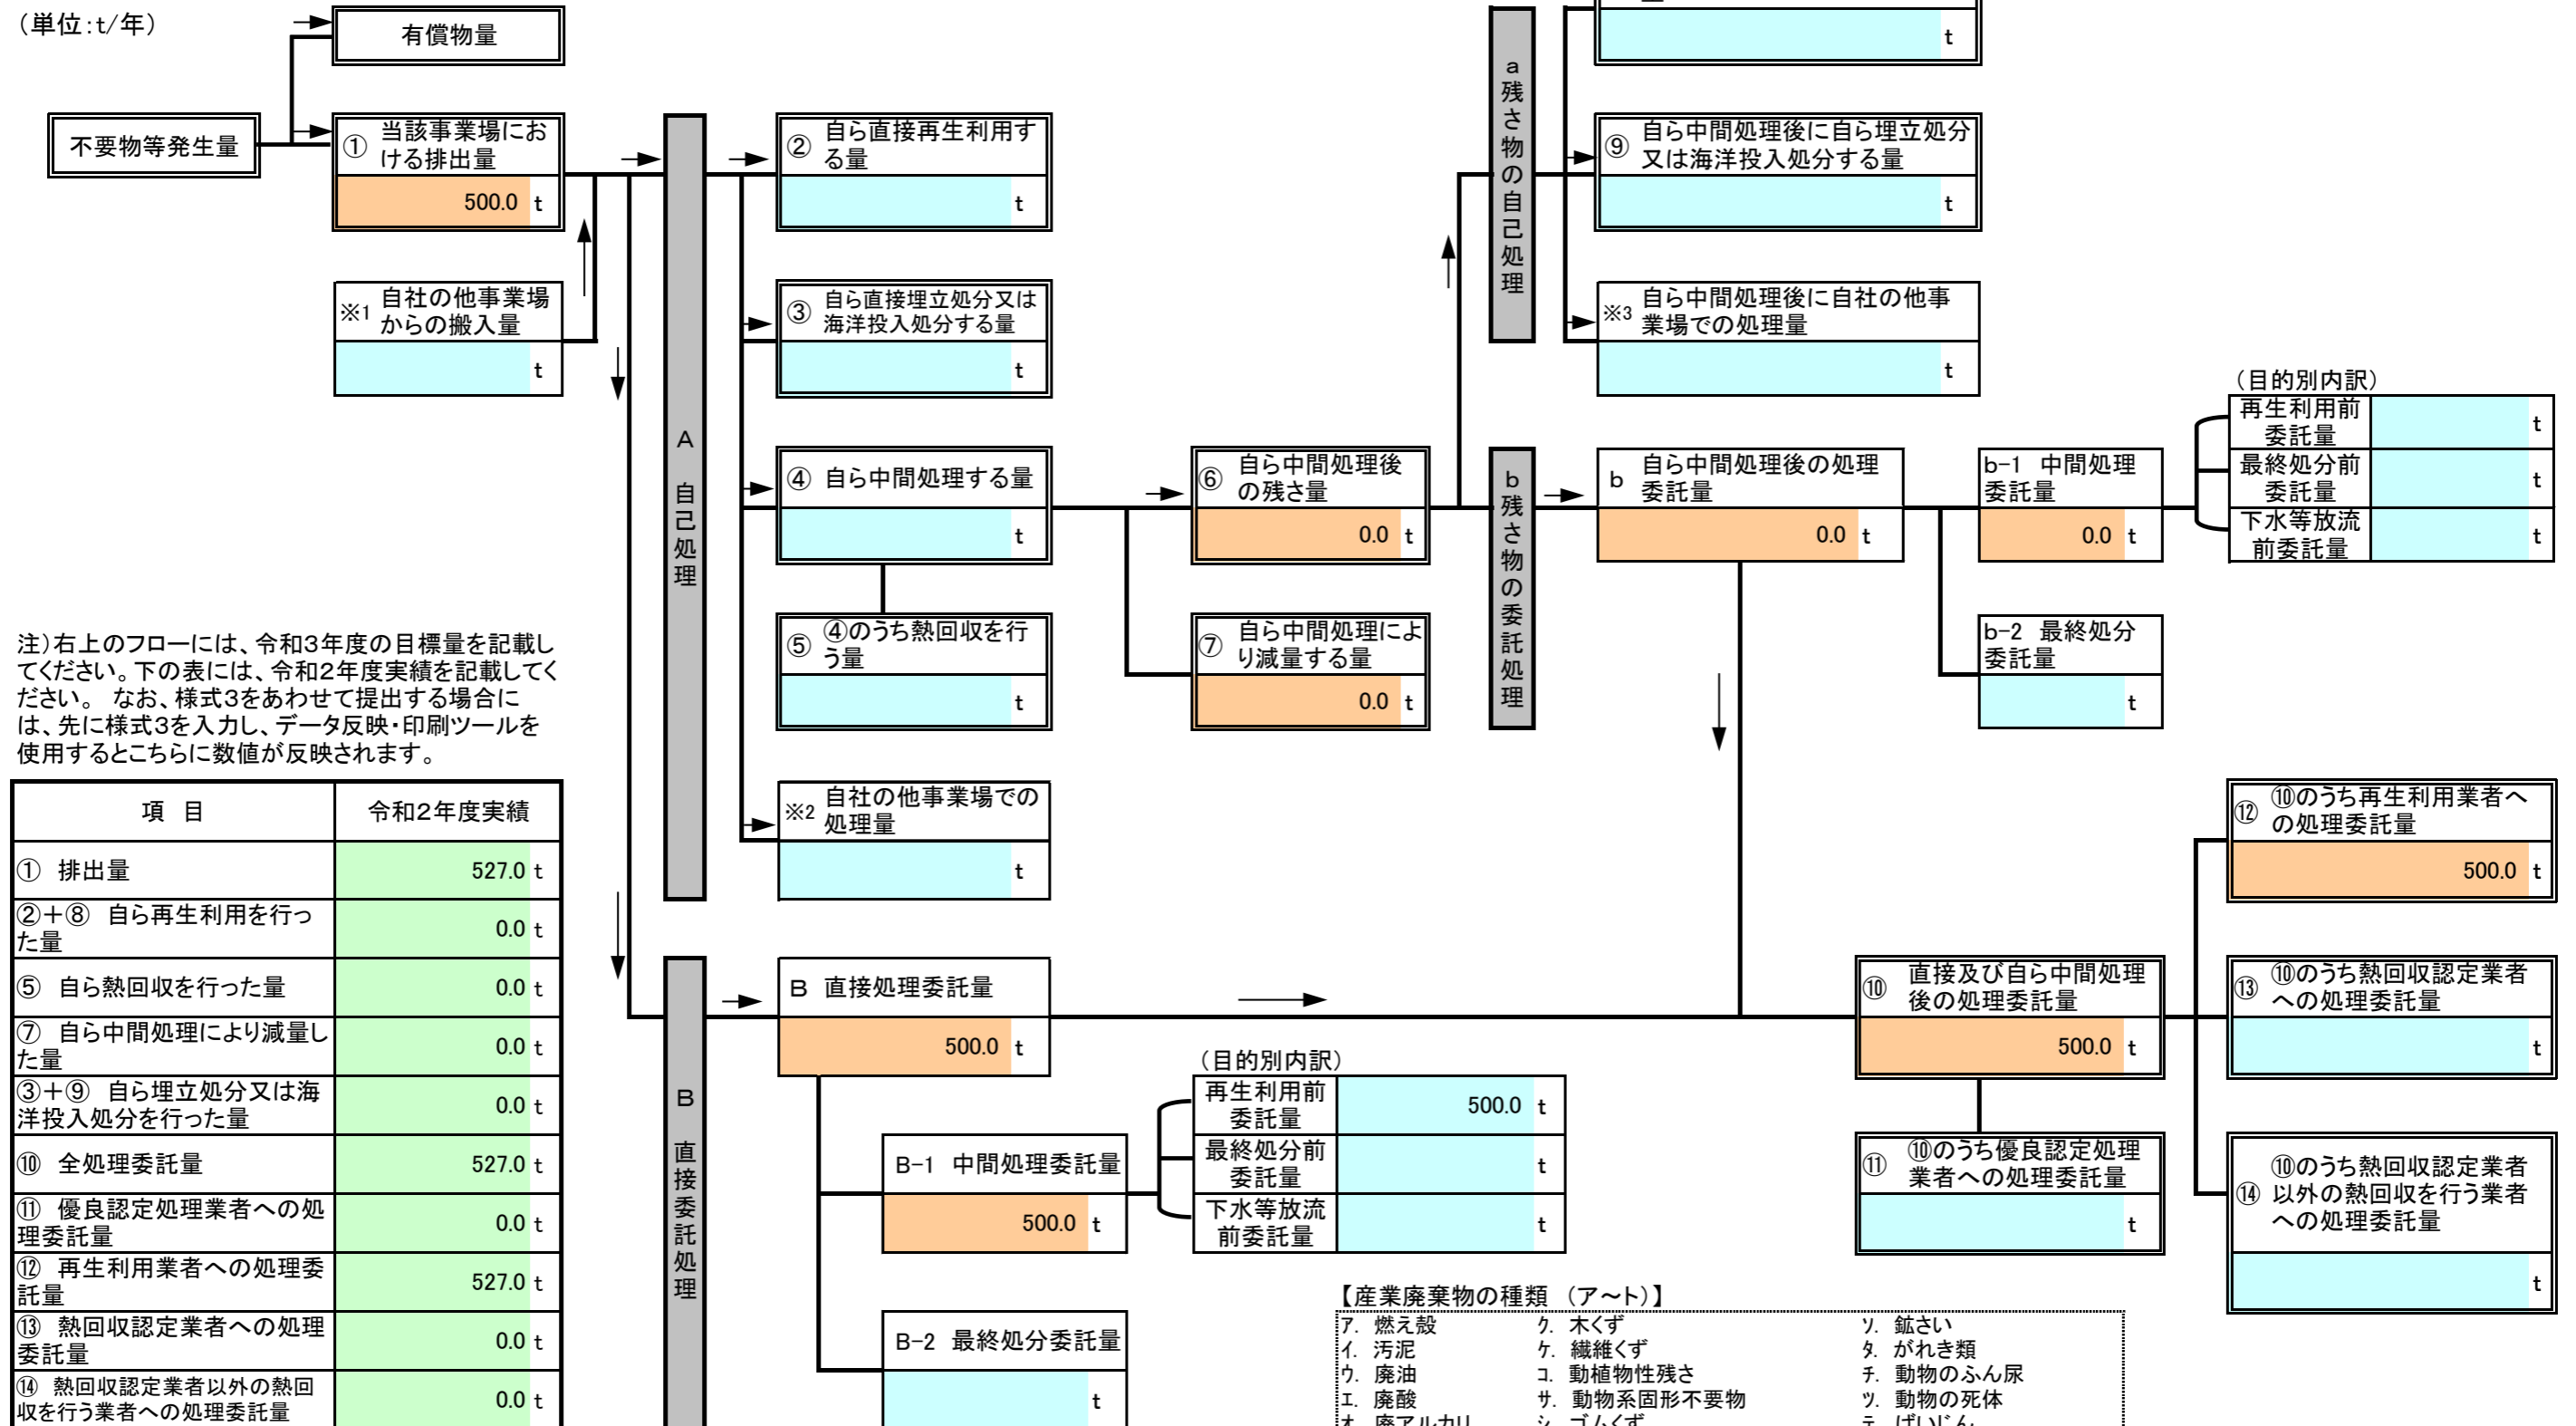 （単位：t/年）
有償物量
不要物等発生量
① 当該事業場にお
ける排出量
500.0 t
※1 自社の他事業場
からの搬入量
t
A 自己処理
② 自ら直接再生利用す
る量
t
③ 自ら直接埋立処分又は
海洋投入処分する量
t
④ 自ら中間処理する量
t
⑤ ④のうち熱回収を行
う量
t
※2 自社の他事業場での
処理量
t
⑥ 自ら中間処理後
の残さ量
0.0 t
⑦ 自ら中間処理によ
り減量する量
0.0 t
a 残さ物の自己処理
t
⑨ 自ら中間処理後に自ら埋立処分
又は海洋投入処分する量
t
※3 自ら中間処理後に自社の他事
業場での処理量
t
b 残さ物の委託処理
b 自ら中間処理後の処理
委託量
0.0 t
b-1 中間処理
委託量
0.0 t
b-2 最終処分
委託量
t
（目的別内訳）
再生利用前
委託量
t
最終処分前
委託量
t
下水等放流
前委託量
t
注）右上のフローには、令和3年度の目標量を記載し
てください。下の表には、令和2年度実績を記載してく
ださい。 なお、様式3をあわせて提出する場合に
は、先に様式3を入力し、データ反映・印刷ツールを
使用するとこちらに数値が反映されます。
項 目 令和2年度実績
① 排出量 527.0 t
②＋⑧ 自ら再生利用を行っ
た量 0.0 t
⑤ 自ら熱回収を行った量 0.0 t
⑦ 自ら中間処理により減量し
た量 0.0 t
③＋⑨ 自ら埋立処分又は海
洋投入処分を行った量 0.0 t
⑩ 全処理委託量 527.0 t
⑪ 優良認定処理業者への処
理委託量 0.0 t
⑫ 再生利用業者への処理委
託量 527.0 t
⑬ 熱回収認定業者への処理
委託量 0.0 t
⑭ 熱回収認定業者以外の熱回
収を行う業者への処理委託量 0.0 t
B 直接委託処理
B 直接処理委託量
500.0 t
B-1 中間処理委託量
500.0 t
B-2 最終処分委託量
t
（目的別内訳）
再生利用前
委託量
500.0 t
最終処分前
委託量
t
下水等放流
前委託量
t
⑩ 直接及び自ら中間処理
後の処理委託量
500.0 t
⑪ ⑩のうち優良認定処理
業者への処理委託量
t
⑫ ⑩のうち再生利用業者へ
の処理委託量
500.0 t
⑬ ⑩のうち熱回収認定業者
への処理委託量
t
⑩のうち熱回収認定業者
⑭ 以外の熱回収を行う業者
への処理委託量
t
【産業廃棄物の種類 （ア～ト）】
ア. 燃え殻 ク. 木くず ソ. 鉱さい
イ. 汚泥 ケ. 繊維くず タ. がれき類
ウ. 廃油 コ. 動植物性残さ チ. 動物のふん尿
エ. 廃酸 サ. 動物系固形不要物 ツ. 動物の死体
オ. 廃アルカリ シ. ゴムくず テ. ばいじん